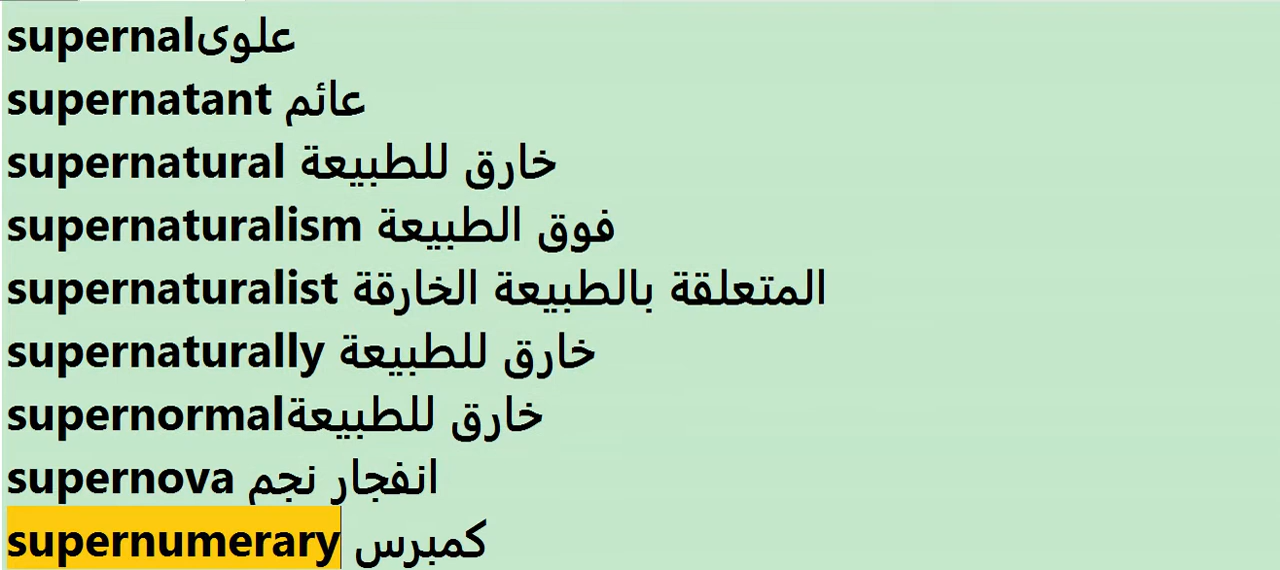 supernalعلوى
supernatant عائم
supernatural خارق للطبيعة
supernaturalism فوق الطبيعة
supernaturalist المتعلقة بالطبيعة الخارقة
supernaturally خارق للطبيعة
supernormalخارق للطبيعة
supernova انفجار نجم
supernumerary كمبرس